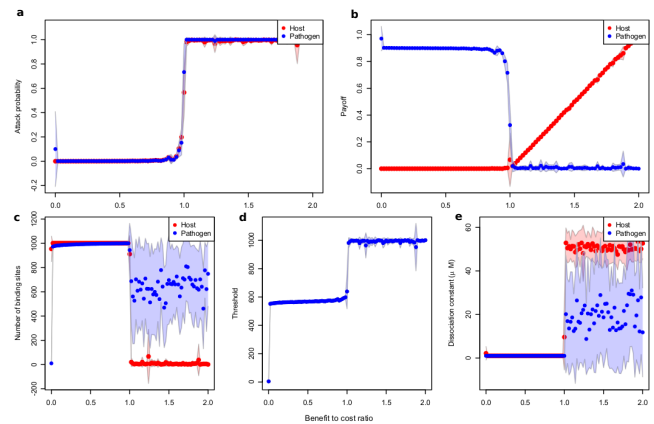 a
Host
Pathogen
Attack probability
1.0
0.8
0.6
0.4
0.2
0.0
-0.2
0.0 0.5 1.0 1.5 2.0
b
Host
Pathogen
Payoff
1.0
0.8
0.6
0.4
0.2
0.0
0.0 0.5 1.0 1.5 2.0
c
Host
Pathogen
Number of binding sites
1000
800
600
400
200
0
-200
0.0 0.5 1.0 1.5 2.0
d
Threshold
1000
800
600
400
200
0
0.0 0.5 1.0 1.5 2.0
e
Host
Pathogen
Dissociation constant (μ M)
60
40
20
0
0.0 0.5 1.0 1.5 2.0
Benefit to cost ratio